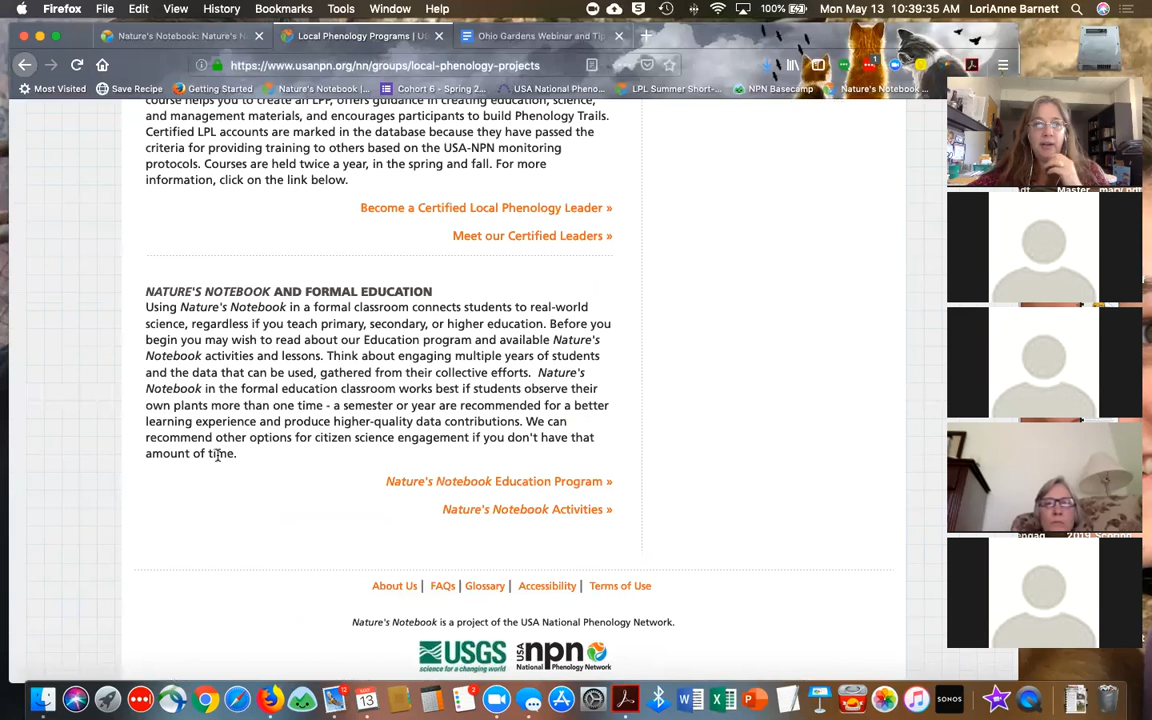 Firefox File Edit View History Bookmarks Tools Window Help 100% Mon May 13 10:39:35 AM LoriAnne Barnett
Nature's Notebook: Nature's N
Local Phenology Programs | U
Ohio Gardens Webinar and Tip
https://www.usanpn.org/nn/groups/local-phenology-projects
Most Visited Save Recipe Getting Started Nature's Notebook |... Cohort 6 - Spring 2... USA National Pheno... LPL Summer Short-... NPN Basecamp Nature's Notebook ...
course helps you to create an LPP, offers guidance in creating education, science,
and management materials, and encourages participants to build Phenology Trails.
Certified LPL accounts are marked in the database because they have passed the
criteria for providing training to others based on the USA-NPN monitoring
protocols. Courses are held twice a year, in the spring and fall. For more
information, click on the link below.
Become a Certified Local Phenology Leader »
Meet our Certified Leaders »
NATURE'S NOTEBOOK AND FORMAL EDUCATION
Using Nature's Notebook in a formal classroom connects students to real-world
science, regardless if you teach primary, secondary, or higher education. Before you
begin you may wish to read about our Education program and available Nature's
Notebook activities and lessons. Think about engaging multiple years of students
and the data that can be used, gathered from their collective efforts. Nature's
Notebook in the formal education classroom works best if students observe their
own plants more than one time - a semester or year are recommended for a better
learning experience and produce higher-quality data contributions. We can
recommend other options for citizen science engagement if you don't have that
amount of time.
Nature's Notebook Education Program »
Nature's Notebook Activities »
About Us | FAQs | Glossary | Accessibility | Terms of Use
Nature's Notebook is a project of the USA National Phenology Network.
USGS
science for a changing world
USA npn
National Phenology Network
Master
2019
12
MAY
13
2
SONOS